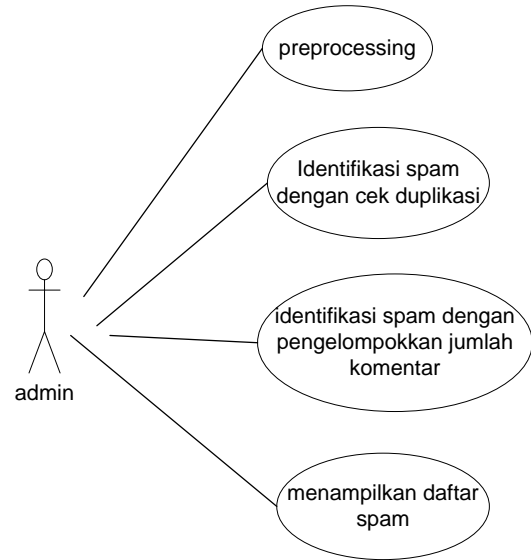 preprocessing
Identifikasi spam
dengan cek duplikasi
identifikasi spam dengan
pengelompokkan jumlah
komentar
admin
menampilkan daftar
spam